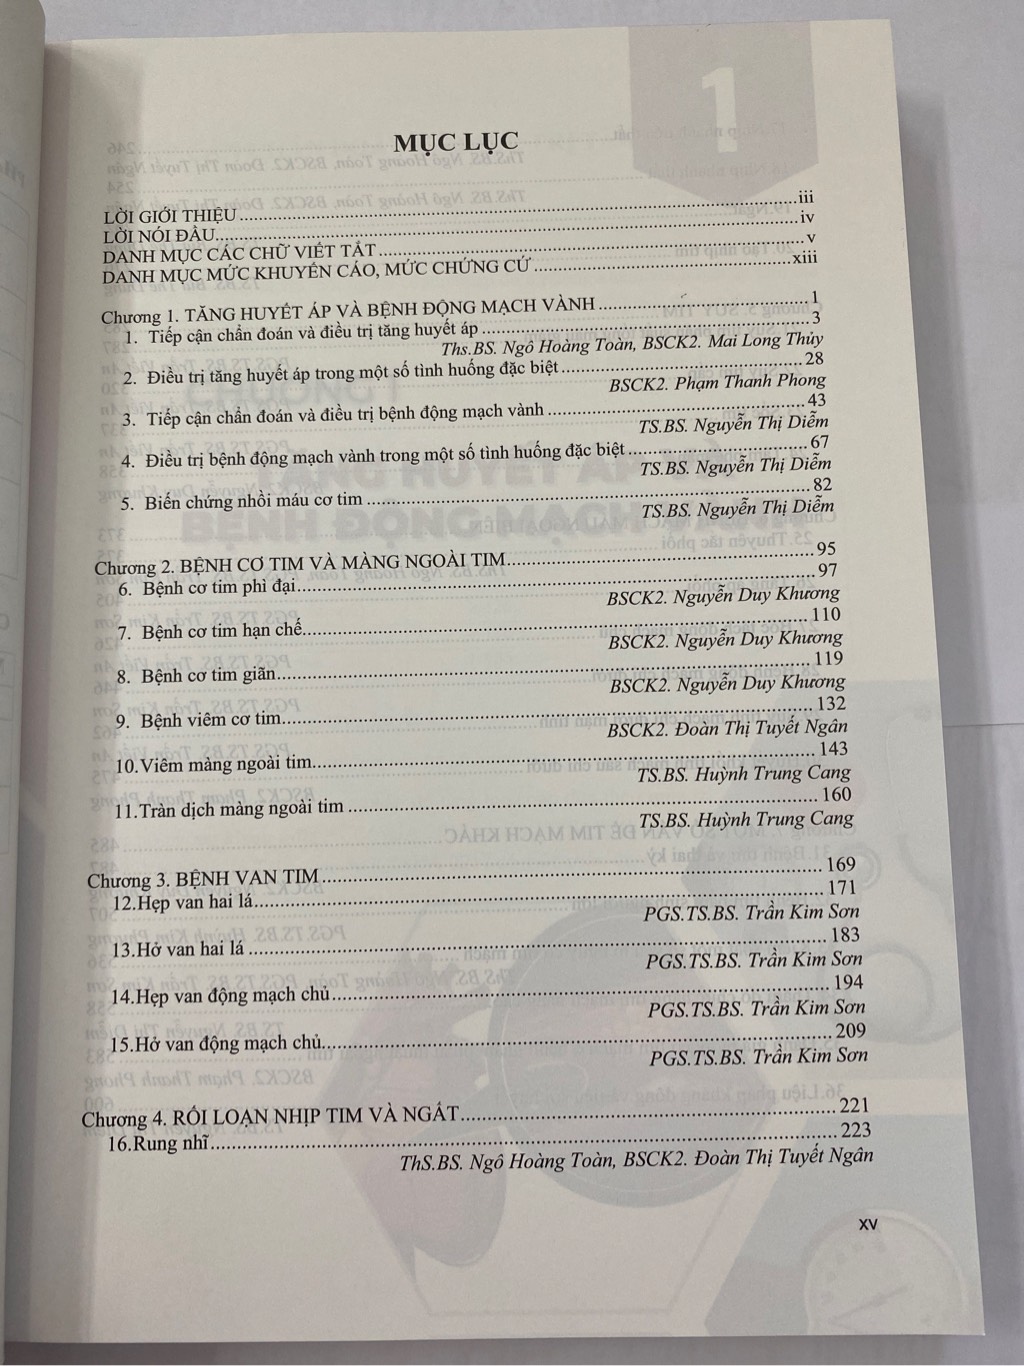 MỤC LỤC
LỜI GIỚI THIỆU iii
LỜI NÓI ĐẦU iv
DANH MỤC CÁC CHỮ VIẾT TẮT v
DANH MỤC MỨC KHUYẾN CÁO, MỨC CHỨNG CỨ xiii
Chương 1. TĂNG HUYẾT ÁP VÀ BỆNH ĐỘNG MẠCH VÀNH 1
1. Tiếp cận chẩn đoán và điều trị tăng huyết áp 3
Ths.BS. Ngô Hoàng Toàn, BSCK2. Mai Long Thủy
2. Điều trị tăng huyết áp trong một số tình huống đặc biệt 28
BSCK2. Phạm Thanh Phong
3. Tiếp cận chẩn đoán và điều trị bệnh động mạch vành 43
TS.BS. Nguyễn Thị Diễm
4. Điều trị bệnh động mạch vành trong một số tình huống đặc biệt 67
TS.BS. Nguyễn Thị Diễm
5. Biến chứng nhồi máu cơ tim 82
TS.BS. Nguyễn Thị Diễm
Chương 2. BỆNH CƠ TIM VÀ MÀNG NGOÀI TIM 95
6. Bệnh cơ tim phì đại 97
BSCK2. Nguyễn Duy Khương
7. Bệnh cơ tim hạn chế 110
BSCK2. Nguyễn Duy Khương
8. Bệnh cơ tim giãn 119
BSCK2. Nguyễn Duy Khương
9. Bệnh viêm cơ tim 132
BSCK2. Đoàn Thị Tuyết Ngân
10.Viêm màng ngoài tim 143
TS.BS. Huỳnh Trung Cang
11.Tràn dịch màng ngoài tim 160
TS.BS. Huỳnh Trung Cang
Chương 3. BỆNH VAN TIM 169
12.Hẹp van hai lá 171
PGS.TS.BS. Trần Kim Sơn
13.Hở van hai lá 183
PGS.TS.BS. Trần Kim Sơn
14.Hẹp van động mạch chủ 194
PGS.TS.BS. Trần Kim Sơn
15.Hở van động mạch chủ 209
PGS.TS.BS. Trần Kim Sơn
Chương 4. RỐI LOẠN NHỊP TIM VÀ NGẤT 221
16.Rung nhĩ 223
ThS.BS. Ngô Hoàng Toàn, BSCK2. Đoàn Thị Tuyết Ngân
xv